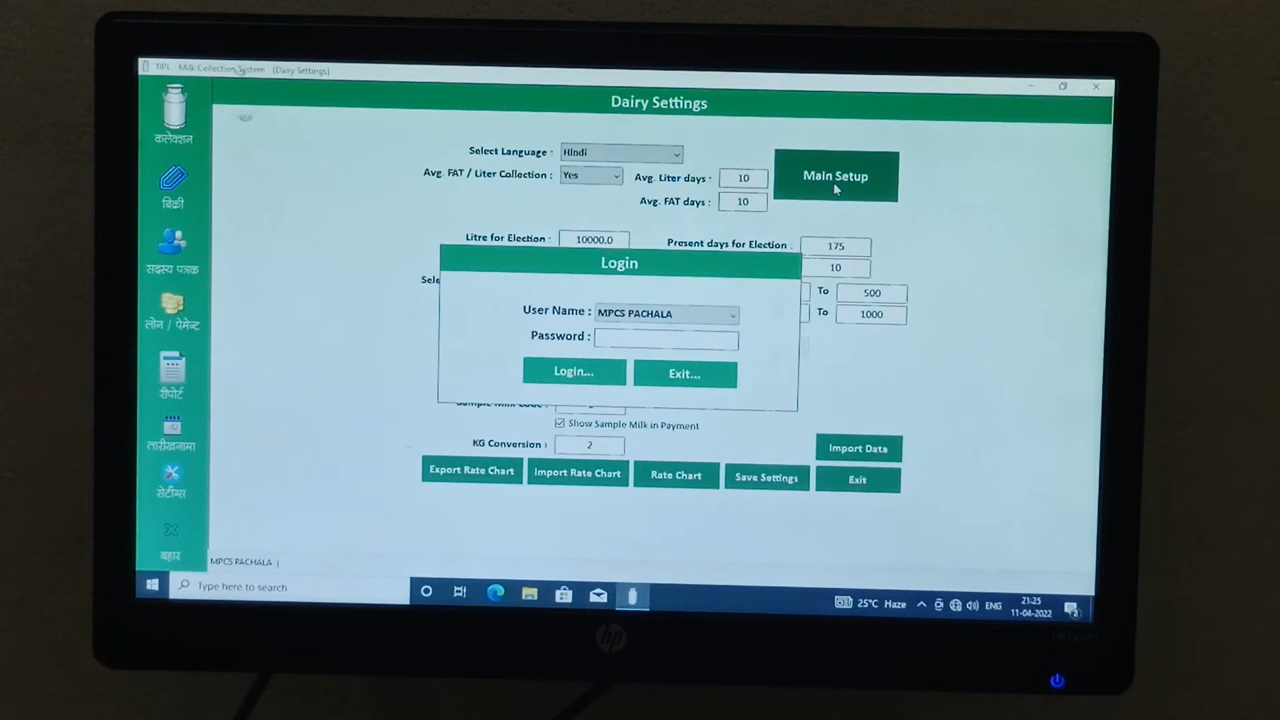 TIPL Milk Collection System (Dairy Settings)
Dairy Settings
कलेक्शन
बिक्री
सदस्य पत्रक
लोन / पेमेन्ट
रीपोर्ट
तारीखनामा
सेटींग्स
बहार
Select Language : Hindi
Avg. FAT / Liter Collection : Yes Avg. Liter days : 10
Avg. FAT days : 10
Main Setup
Litre for Election : 10000.0 Present days for Election : 175
10
To 500
To 1000
Login
User Name : MPCS PACHALA
Password :
Login... Exit...
Show Sample Milk in Payment
KG Conversion : 2
Import Data
Export Rate Chart Import Rate Chart Rate Chart Save Settings Exit
MPCS PACHALA
Type here to search
25°C Haze ENG 21:25
11-04-2022
hp